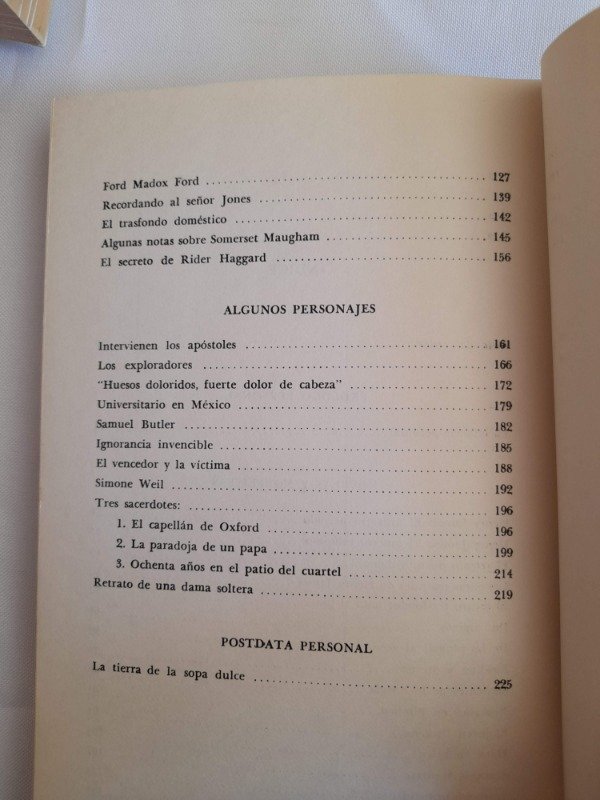 Ford Madox Ford ........................ 127
Recordando al señor Jones ........................ 139
El trasfondo doméstico ........................ 142
Algunas notas sobre Somerset Maugham ........................ 145
El secreto de Rider Haggard ........................ 156
ALGUNOS PERSONAJES
Intervienen los apóstoles ........................ 161
Los exploradores ........................ 166
"Huesos doloridos, fuerte dolor de cabeza" ........................ 172
Universitario en México ........................ 179
Samuel Butler ........................ 182
Ignorancia invencible ........................ 185
El vencedor y la víctima ........................ 188
Simone Weil ........................ 192
Tres sacerdotes: ........................ 196
1. El capellán de Oxford ........................ 196
2. La paradoja de un papa ........................ 199
3. Ochenta años en el patio del cuartel ........................ 214
Retrato de una dama soltera ........................ 219
POSTDATA PERSONAL
La tierra de la sopa dulce ........................ 225